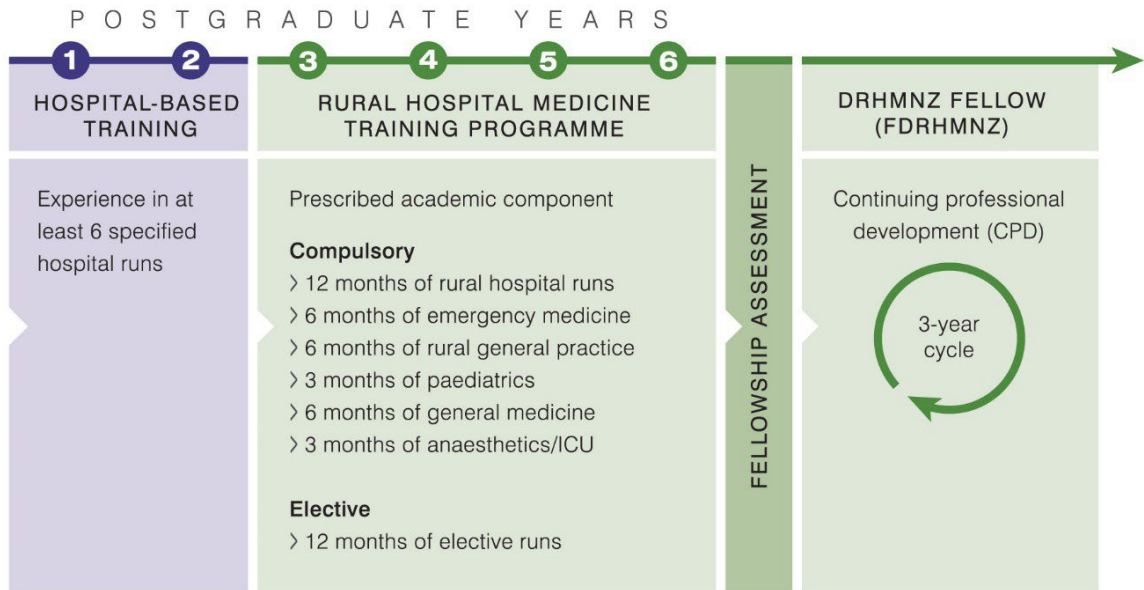 POSTGRADUATE YEARS
1 2 3 4 5 6
HOSPITAL-BASED
TRAINING
Experience in at
least 6 specified
hospital runs
RURAL HOSPITAL MEDICINE
TRAINING PROGRAMME
Prescribed academic component
Compulsory
> 12 months of rural hospital runs
> 6 months of emergency medicine
> 6 months of rural general practice
> 3 months of paediatrics
> 6 months of general medicine
> 3 months of anaesthetics/ICU
Elective
> 12 months of elective runs
FELLOWSHIP ASSESSMENT
DRHMNZ FELLOW
(FDRHMNZ)
Continuing professional
development (CPD)
3-year
cycle